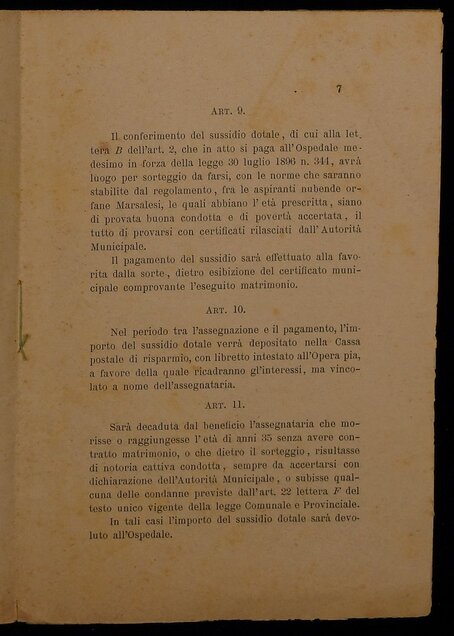 7
ART. 9.
Il conferimento del sussidio dotale, di cui alla let-
tera B dell'art. 2, che in atto si paga all'Ospedale me-
desimo in forza della legge 30 luglio 1896 n. 344, avrà
luogo per sorteggio da farsi, con le norme che saranno
stabilite dal regolamento, fra le aspiranti nubende or-
fane Marsalesi, le quali abbiano l'età prescritta, siano
di provata buona condotta e di povertà accertata, il
tutto di provarsi con certificati rilasciati dall'Autorità
Municipale.
Il pagamento del sussidio sarà effettuato alla favo-
rita dalla sorte, dietro esibizione del certificato muni-
cipale comprovante l'eseguito matrimonio.
ART. 10.
Nel periodo tra l'assegnazione e il pagamento, l'im-
porto del sussidio dotale verrà depositato nella Cassa
postale di risparmio, con libretto intestato all'Opera pia,
a favore della quale ricadranno gl'interessi, ma vinco-
lato a nome dell'assegnataria.
ART. 11.
Sarà decaduta dal beneficio l'assegnataria che mo-
risse o raggiungesse l'età di anni 35 senza avere con-
tratto matrimonio, o che dietro il sorteggio, risultasse
di notoria cattiva condotta, sempre da accertarsi con
dichiarazione dell'Autorità Municipale, o subisse qual-
cuna delle condanne previste dall'art. 22 lettera F del
testo unico vigente della legge Comunale e Provinciale.
In tali casi l'importo del sussidio dotale sarà devo-
luto all'Ospedale.